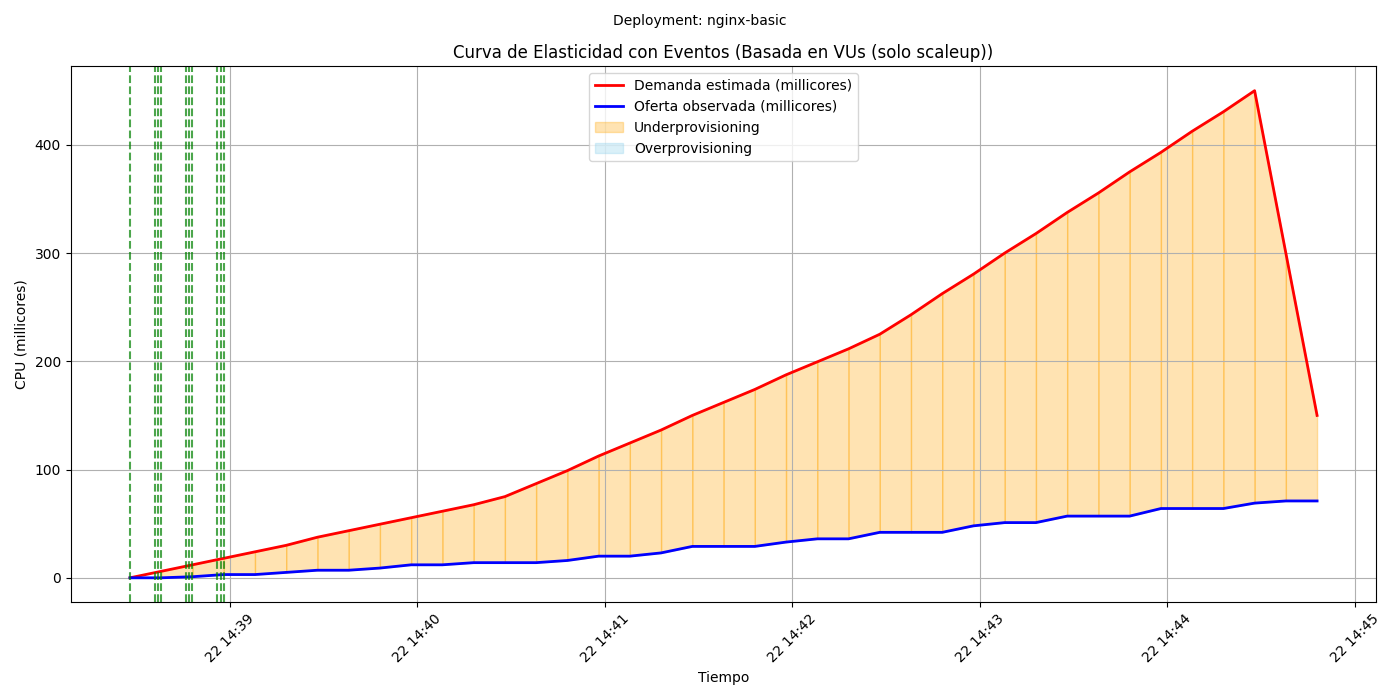 Deployment: nginx-basic
Curva de Elasticidad con Eventos (Basada en VUs (solo scaleup))
Demanda estimada (millicores)
Oferta observada (millicores)
Underprovisioning
Overprovisioning
CPU (millicores)
400
300
200
100
0
22 14:39
22 14:40
22 14:41
22 14:42
22 14:43
22 14:44
22 14:45
Tiempo